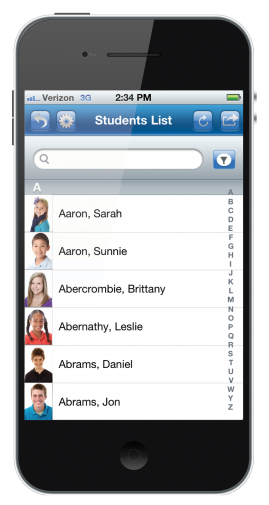 Verizon 3G 2:34 PM
Students List
A
Aaron, Sarah
Aaron, Sunnie
Abercrombie, Brittany
Abernathy, Leslie
Abrams, Daniel
Abrams, Jon
A
B
C
D
E
F
G
H
I
J
K
L
M
N
O
P
Q
R
S
T
U
V
W
Y
Z